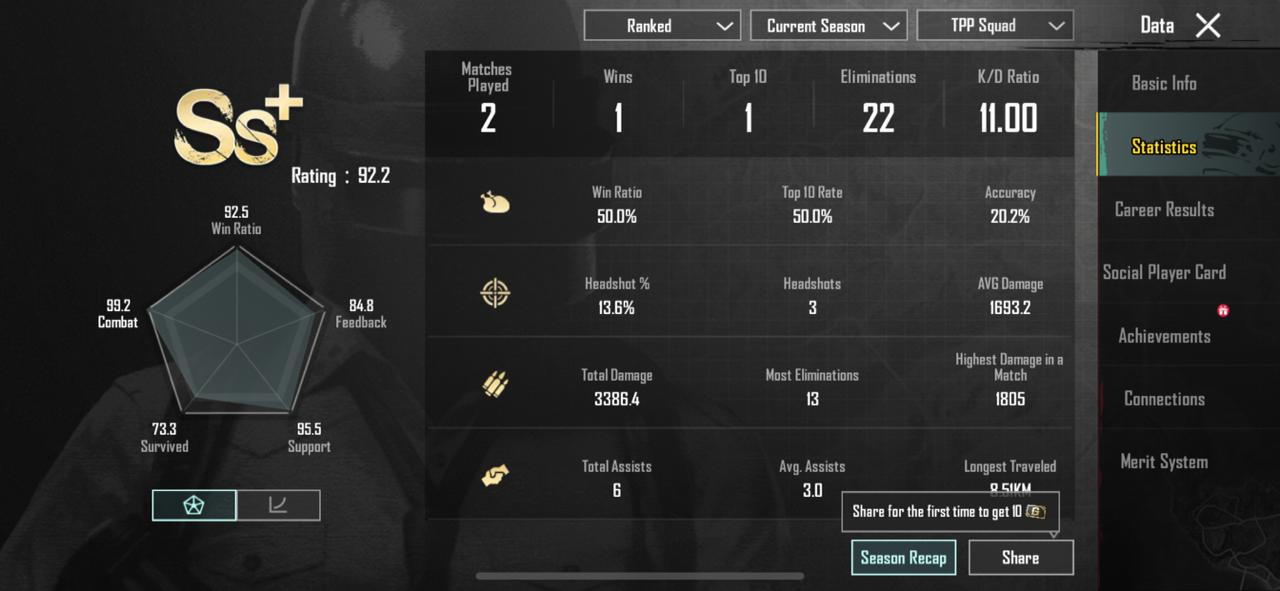 Ranked
Current Season
TPP Squad
Data
Ss+
Rating : 92.2
92.5
Win Ratio
99.2
Combat
84.8
Feedback
73.3
Survived
95.5
Support
Matches
Played
2
Wins
1
Top 10
1
Eliminations
22
K/D Ratio
11.00
Win Ratio
50.0%
Top 10 Rate
50.0%
Accuracy
20.2%
Headshot %
13.6%
Headshots
3
AVG Damage
1693.2
Total Damage
3386.4
Most Eliminations
13
Highest Damage in a
Match
1805
Total Assists
6
Avg. Assists
3.0
Longest Traveled
8.51KM
Share for the first time to get 10
Season Recap
Share
Basic Info
Statistics
Career Results
Social Player Card
Achievements
Connections
Merit System